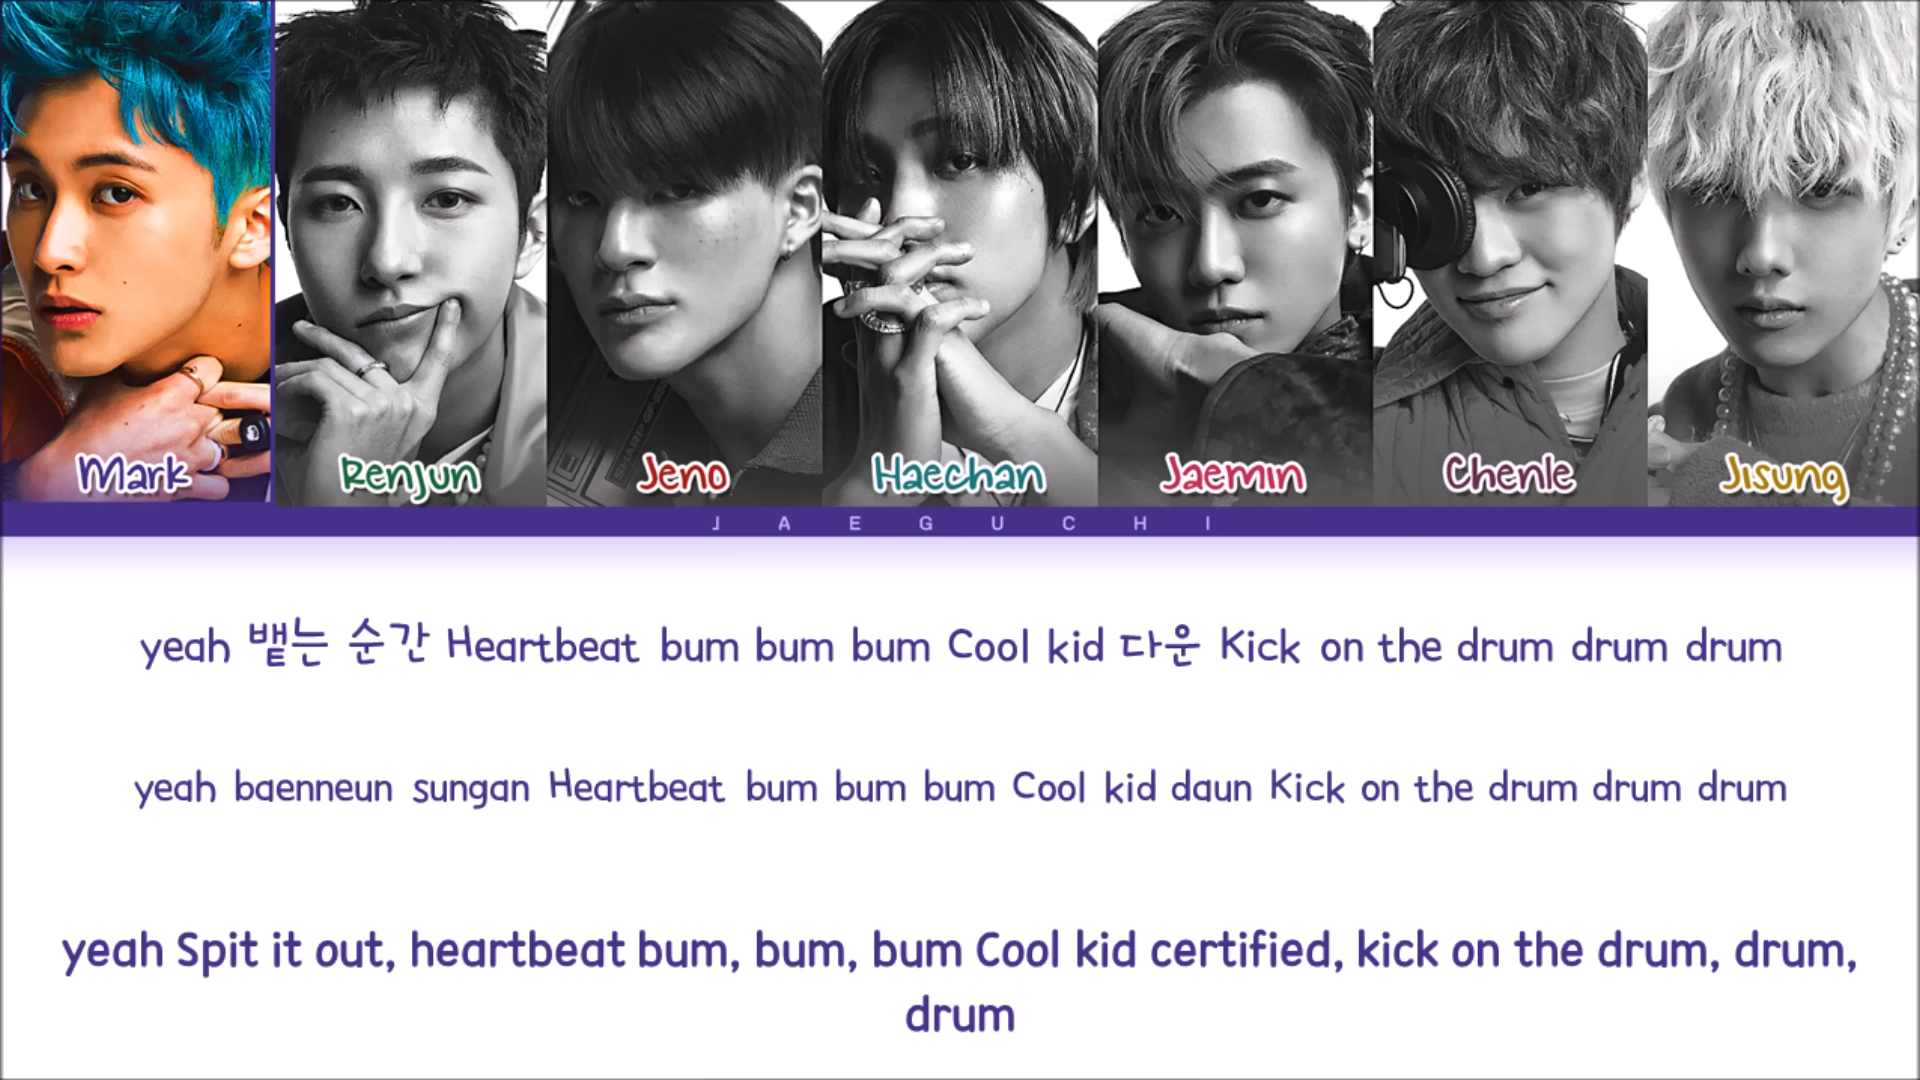 Mark
Renjun
Jeno
Haechan
Jaemin
Chenle
Jisung
JAEGUCHI
yeah 뱉는 순간 Heartbeat bum bum bum Cool kid 다운 Kick on the drum drum drum
yeah baenneun sungan Heartbeat bum bum bum Cool kid daun Kick on the drum drum drum
yeah Spit it out, heartbeat bum, bum, bum Cool kid certified, kick on the drum, drum,
drum